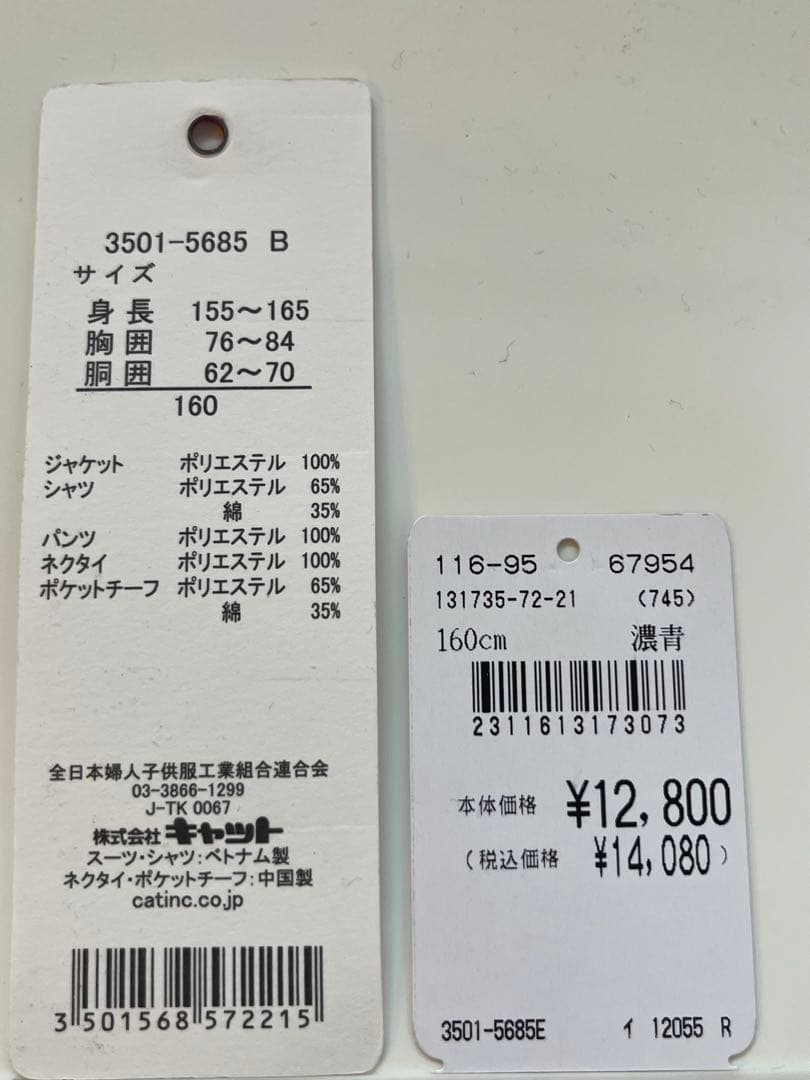 3501-5685 B
サイズ
身長 155〜165
胸囲 76〜84
胴囲 62〜70
160
ジャケット ポリエステル 100%
シャツ ポリエステル 65%
綿 35%
パンツ ポリエステル 100%
ネクタイ ポリエステル 100%
ポケットチーフ ポリエステル 65%
綿 35%
全日本婦人子供服工業組合連合会
03-3866-1299
J-TK 0067
株式会社キャット
スーツ・シャツ:ベトナム製
ネクタイ・ポケットチーフ:中国製
catinc.co.jp
3 501568 572215
116-95 67954
131735-72-21 (745)
160cm 濃青
2311613173073
本体価格 ¥12,800
(税込価格 ¥14,080)
3501-5685E イ 12055 R